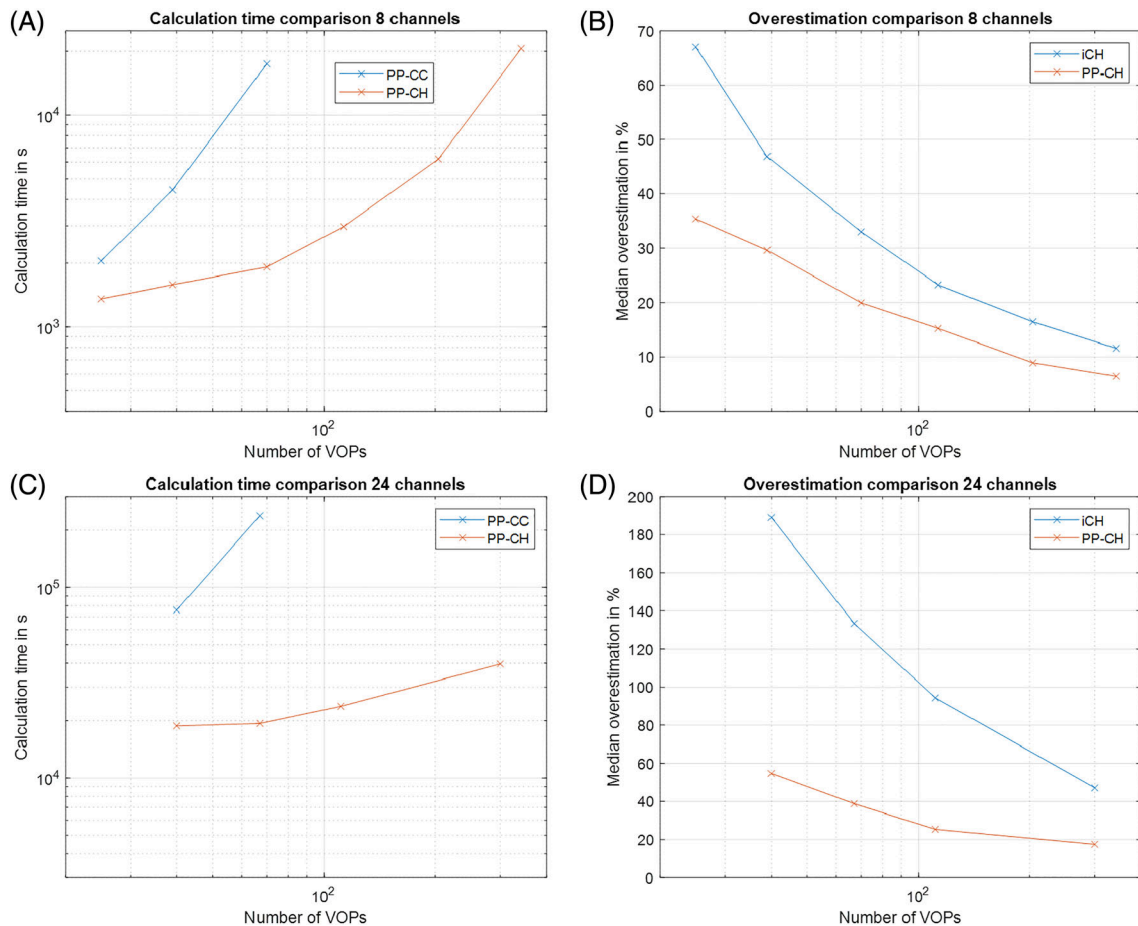 (A)
Calculation time comparison 8 channels
Calculation time in s
10^4
10^3
PP-CC
PP-CH
10^2
Number of VOPs
(B)
Overestimation comparison 8 channels
Median overestimation in %
70
60
50
40
30
20
10
0
iCH
PP-CH
10^2
Number of VOPs
(C)
Calculation time comparison 24 channels
Calculation time in s
10^5
10^4
PP-CC
PP-CH
10^2
Number of VOPs
(D)
Overestimation comparison 24 channels
Median overestimation in %
200
180
160
140
120
100
80
60
40
20
0
iCH
PP-CH
10^2
Number of VOPs